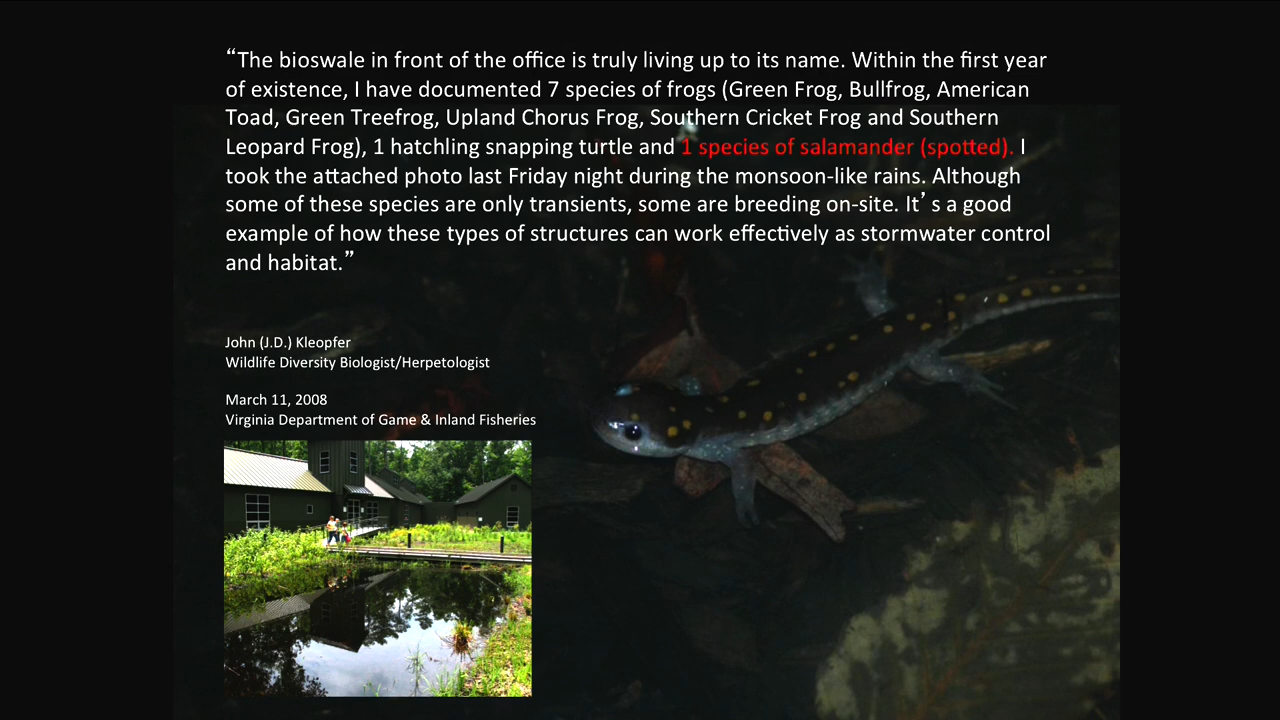 “The bioswale in front of the office is truly living up to its name. Within the first year
of existence, I have documented 7 species of frogs (Green Frog, Bullfrog, American
Toad, Green Treefrog, Upland Chorus Frog, Southern Cricket Frog and Southern
Leopard Frog), 1 hatchling snapping turtle and 1 species of salamander (spotted). I
took the attached photo last Friday night during the monsoon-like rains. Although
some of these species are only transients, some are breeding on-site. It’s a good
example of how these types of structures can work effectively as stormwater control
and habitat.”
John (J.D.) Kleopfer
Wildlife Diversity Biologist/Herpetologist
March 11, 2008
Virginia Department of Game & Inland Fisheries